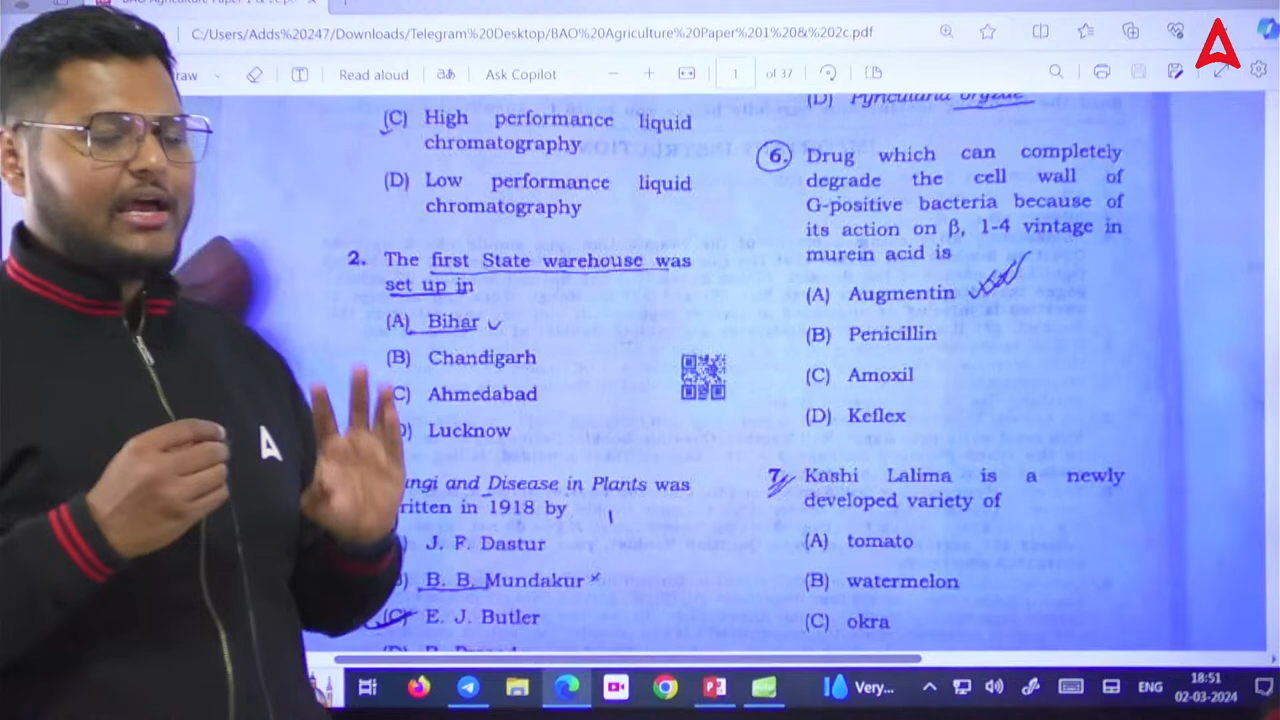 C:/Users/Adds%20247/Downloads/Telegram%20Desktop/BAO%20Agriculture%20Paper%201%20&%202c.pdf
raw
Read aloud
Ask Copilot
1
of 37
(C) High performance liquid
chromatography
(D) Low performance liquid
chromatography
2. The first State warehouse was
set up in
(A) Bihar
(B) Chandigarh
C) Ahmedabad
) Lucknow
ngi and Disease in Plants was
ritten in 1918 by
J. F. Dastur
) B. B. Mundakur
(C) E. J. Butler
(D) Pyricularia oryzae
6. Drug which can completely
degrade the cell wall of
G-positive bacteria because of
its action on β, 1-4 vintage in
murein acid is
(A) Augmentin
(B) Penicillin
(C) Amoxil
(D) Keflex
7. Kashi Lalima is a newly
developed variety of
(A) tomato
(B) watermelon
(C) okra
Very...
ENG
18:51
02-03-2024